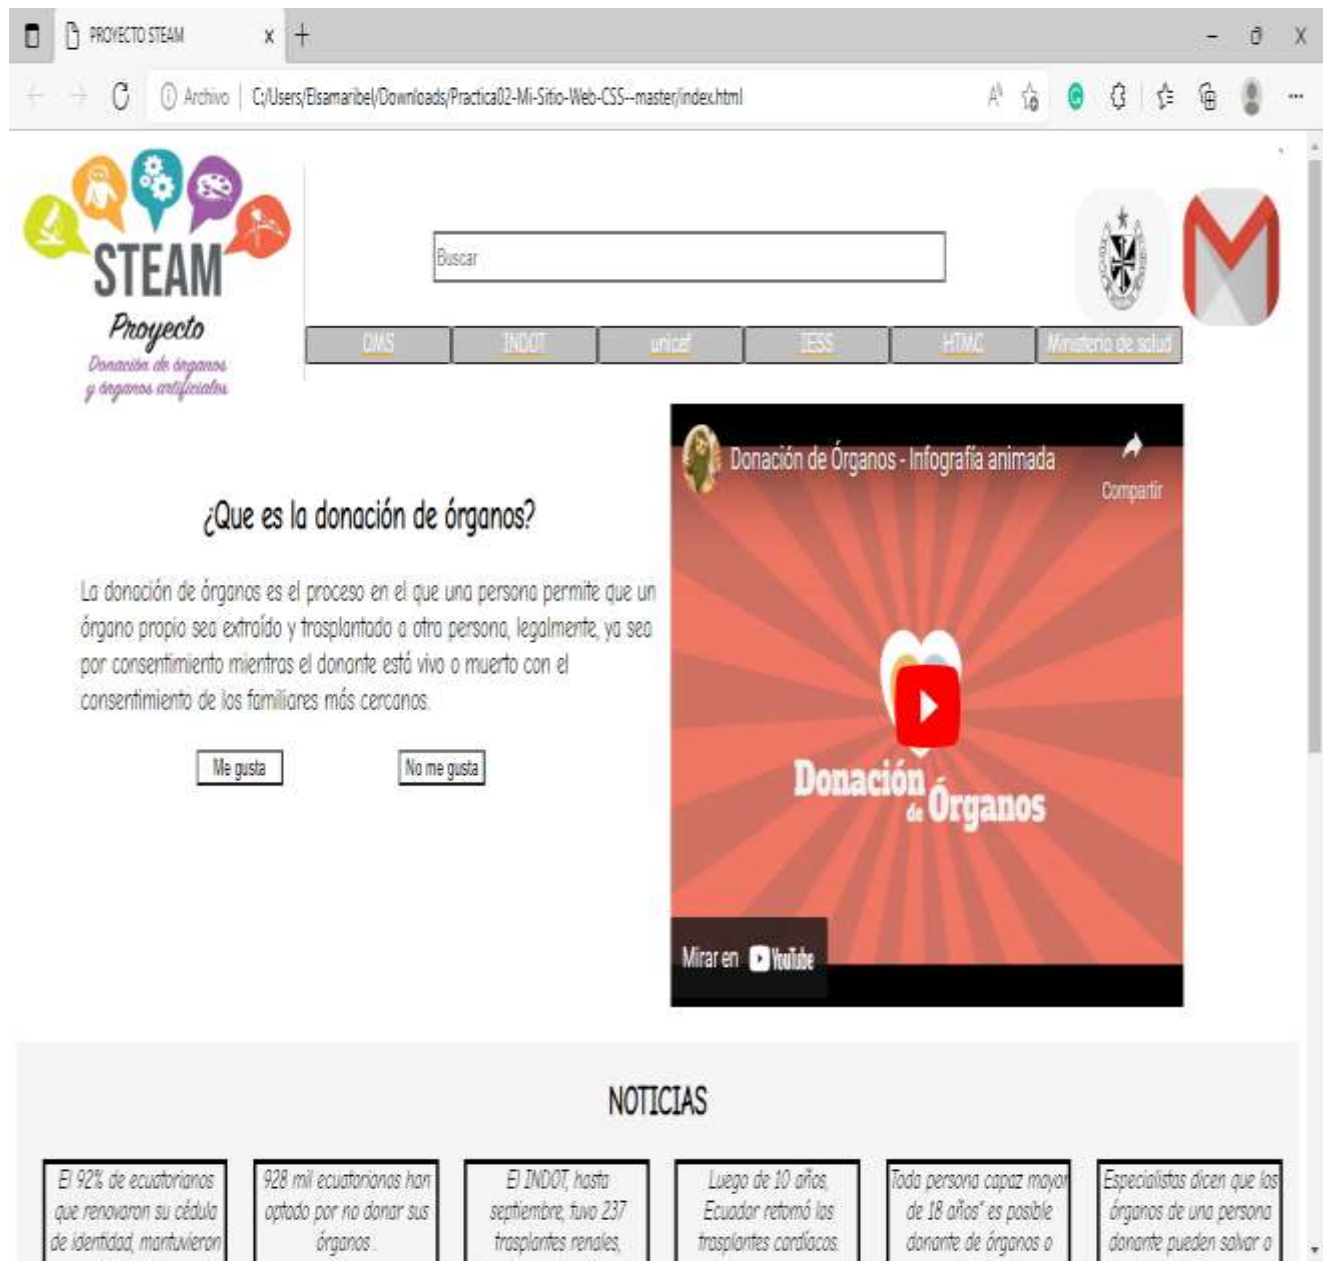 PROYECTO STEAM
Archivo
C:/Users/Elsamaribel/Downloads/Practica02-Mi-Sitio-Web-CSS--master/index.html
STEAM
Proyecto
Donación de órganos
y órganos artificiales
Buscar
OMS
INDOT
unicef
IESS
HTMC
Ministerio de salud
¿Que es la donación de órganos?
La donación de órganos es el proceso en el que una persona permite que un
órgano propio sea extraído y trasplantado a otra persona, legalmente, ya sea
por consentimiento mientras el donante está vivo o muerto con el
consentimiento de los familiares más cercanos.
Me gusta
No me gusta
Donación de Órganos - Infografía animada
Compartir
Donación
de Órganos
Mirar en YouTube
NOTICIAS
El 92% de ecuatorianos
que renovaron su cédula
de identidad, mantuvieron
928 mil ecuatorianos han
optado por no donar sus
órganos.
El INDOT, hasta
septiembre, tuvo 237
trasplantes renales,
Luego de 10 años,
Ecuador retomó los
trasplantes cardíacos.
Toda persona capaz mayor
de 18 años" es posible
donante de órganos o
Especialistas dicen que los
órganos de una persona
donante pueden salvar o